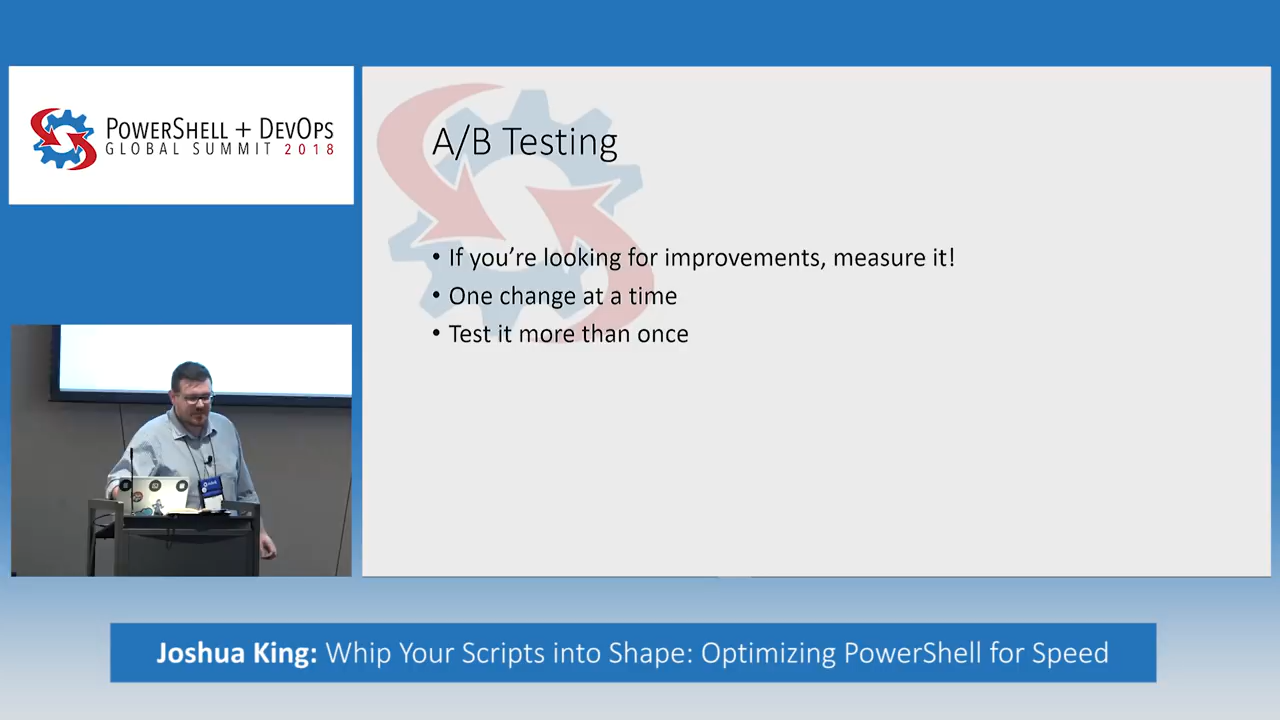 POWERSHELL + DEVOPS
GLOBAL SUMMIT 2018
A/B Testing
• If you’re looking for improvements, measure it!
• One change at a time
• Test it more than once
Joshua King: Whip Your Scripts into Shape: Optimizing PowerShell for Speed